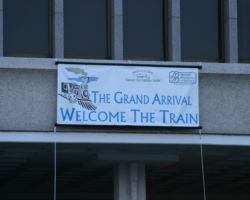 The Grand Arrival
Welcome The Train